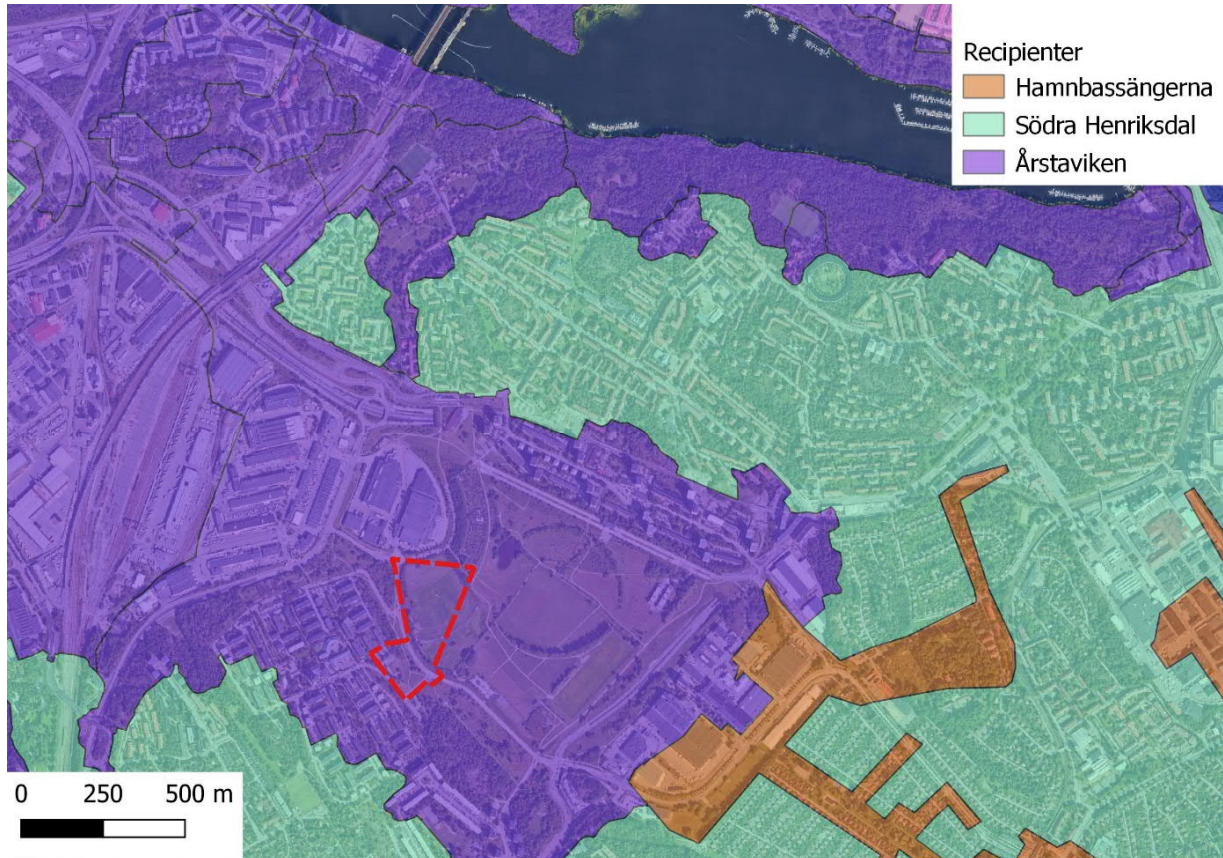 Recipienter
Hamnbassängerna
Södra Henriksdal
Årstaviken
0 250 500 m